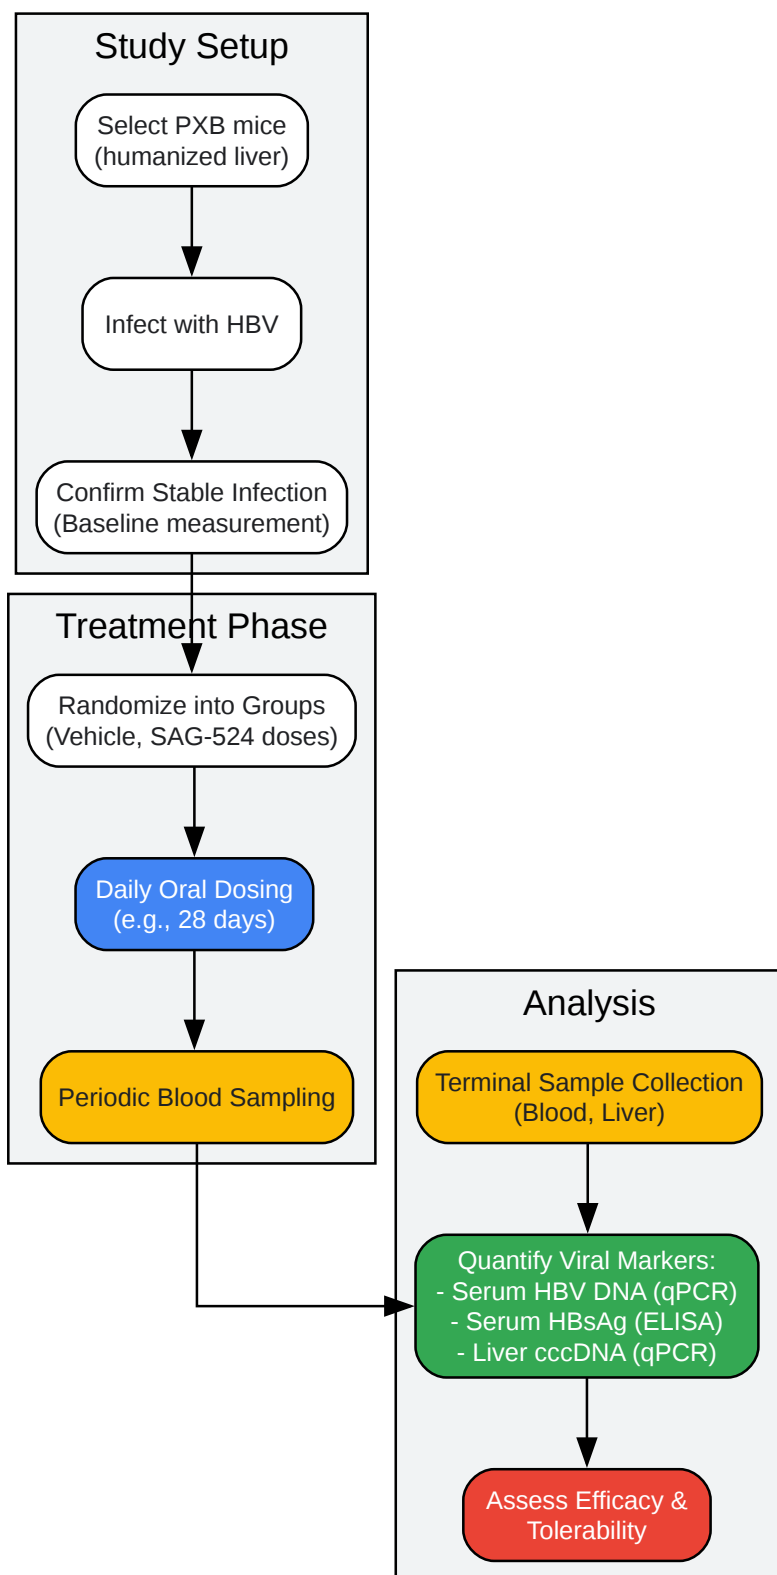 Study Setup
Select PXB mice
(humanized liver)
Infect with HBV
Confirm Stable Infection
(Baseline measurement)
Treatment Phase
Randomize into Groups
(Vehicle, SAG-524 doses)
Daily Oral Dosing
(e.g., 28 days)
Periodic Blood Sampling
Analysis
Terminal Sample Collection
(Blood, Liver)
Quantify Viral Markers:
- Serum HBV DNA (qPCR)
- Serum HBsAg (ELISA)
- Liver cccDNA (qPCR)
Assess Efficacy &
Tolerability